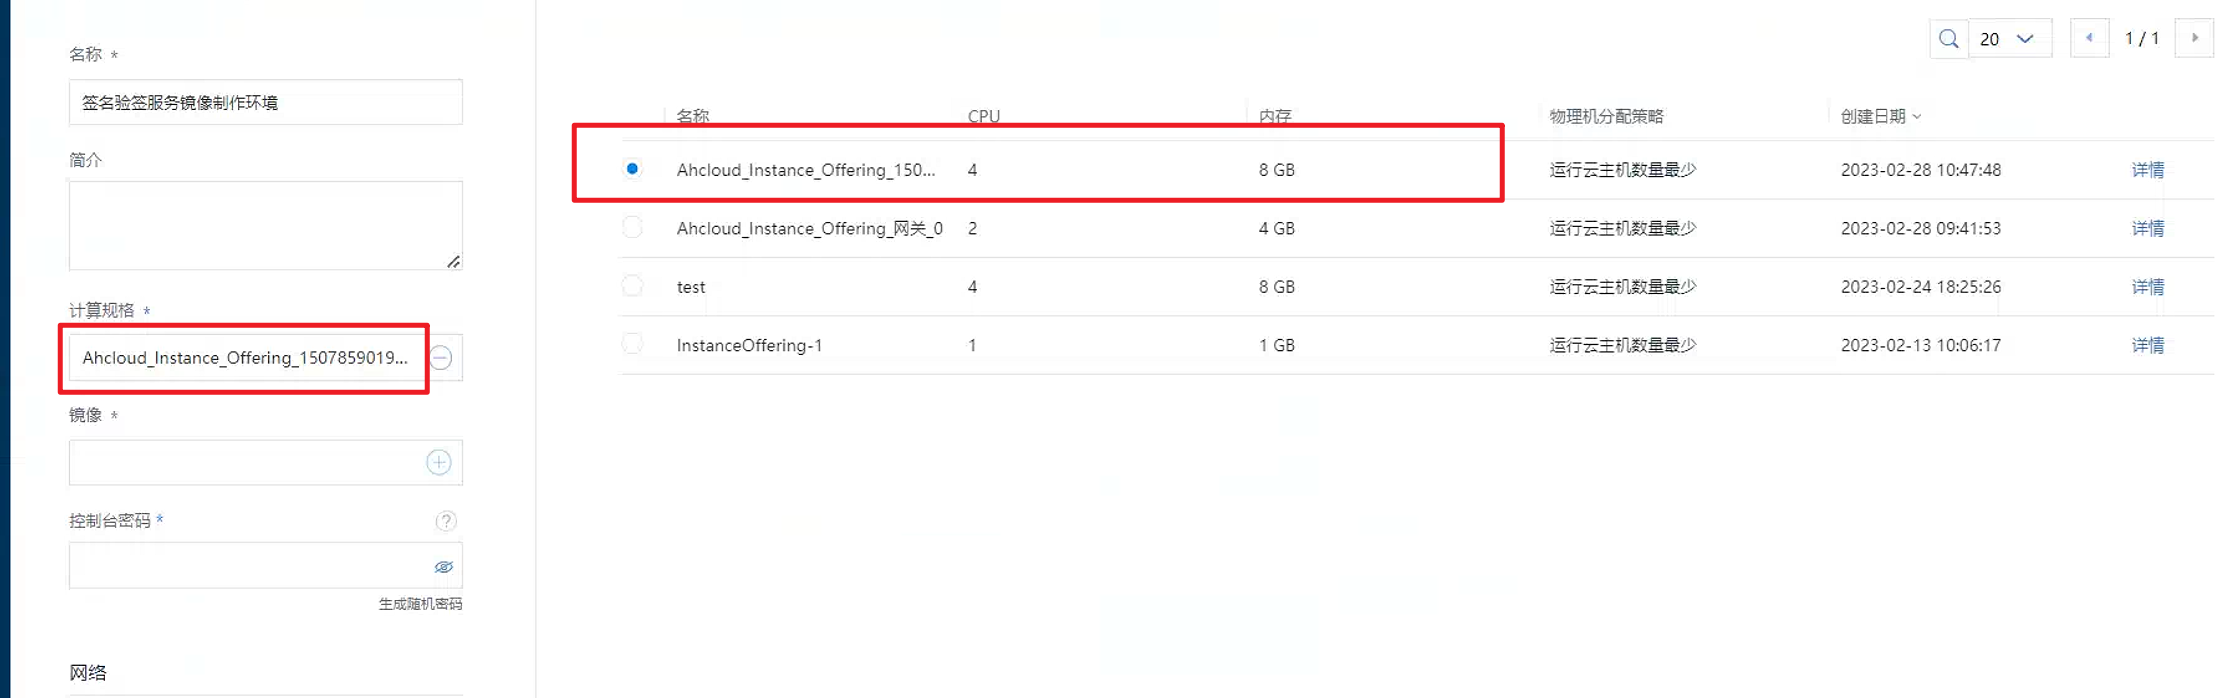 名称 *
签名验签服务镜像制作环境
简介
计算规格 *
Ahcloud_Instance_Offering_1507859019...
镜像 *
控制台密码 *
?
生成随机密码
网络
20
1 / 1
名称 CPU 内存 物理机分配策略 创建日期
Ahcloud_Instance_Offering_150... 4 8 GB 运行云主机数量最少 2023-02-28 10:47:48 详情
Ahcloud_Instance_Offering_网关_0 2 4 GB 运行云主机数量最少 2023-02-28 09:41:53 详情
test 4 8 GB 运行云主机数量最少 2023-02-24 18:25:26 详情
InstanceOffering-1 1 1 GB 运行云主机数量最少 2023-02-13 10:06:17 详情